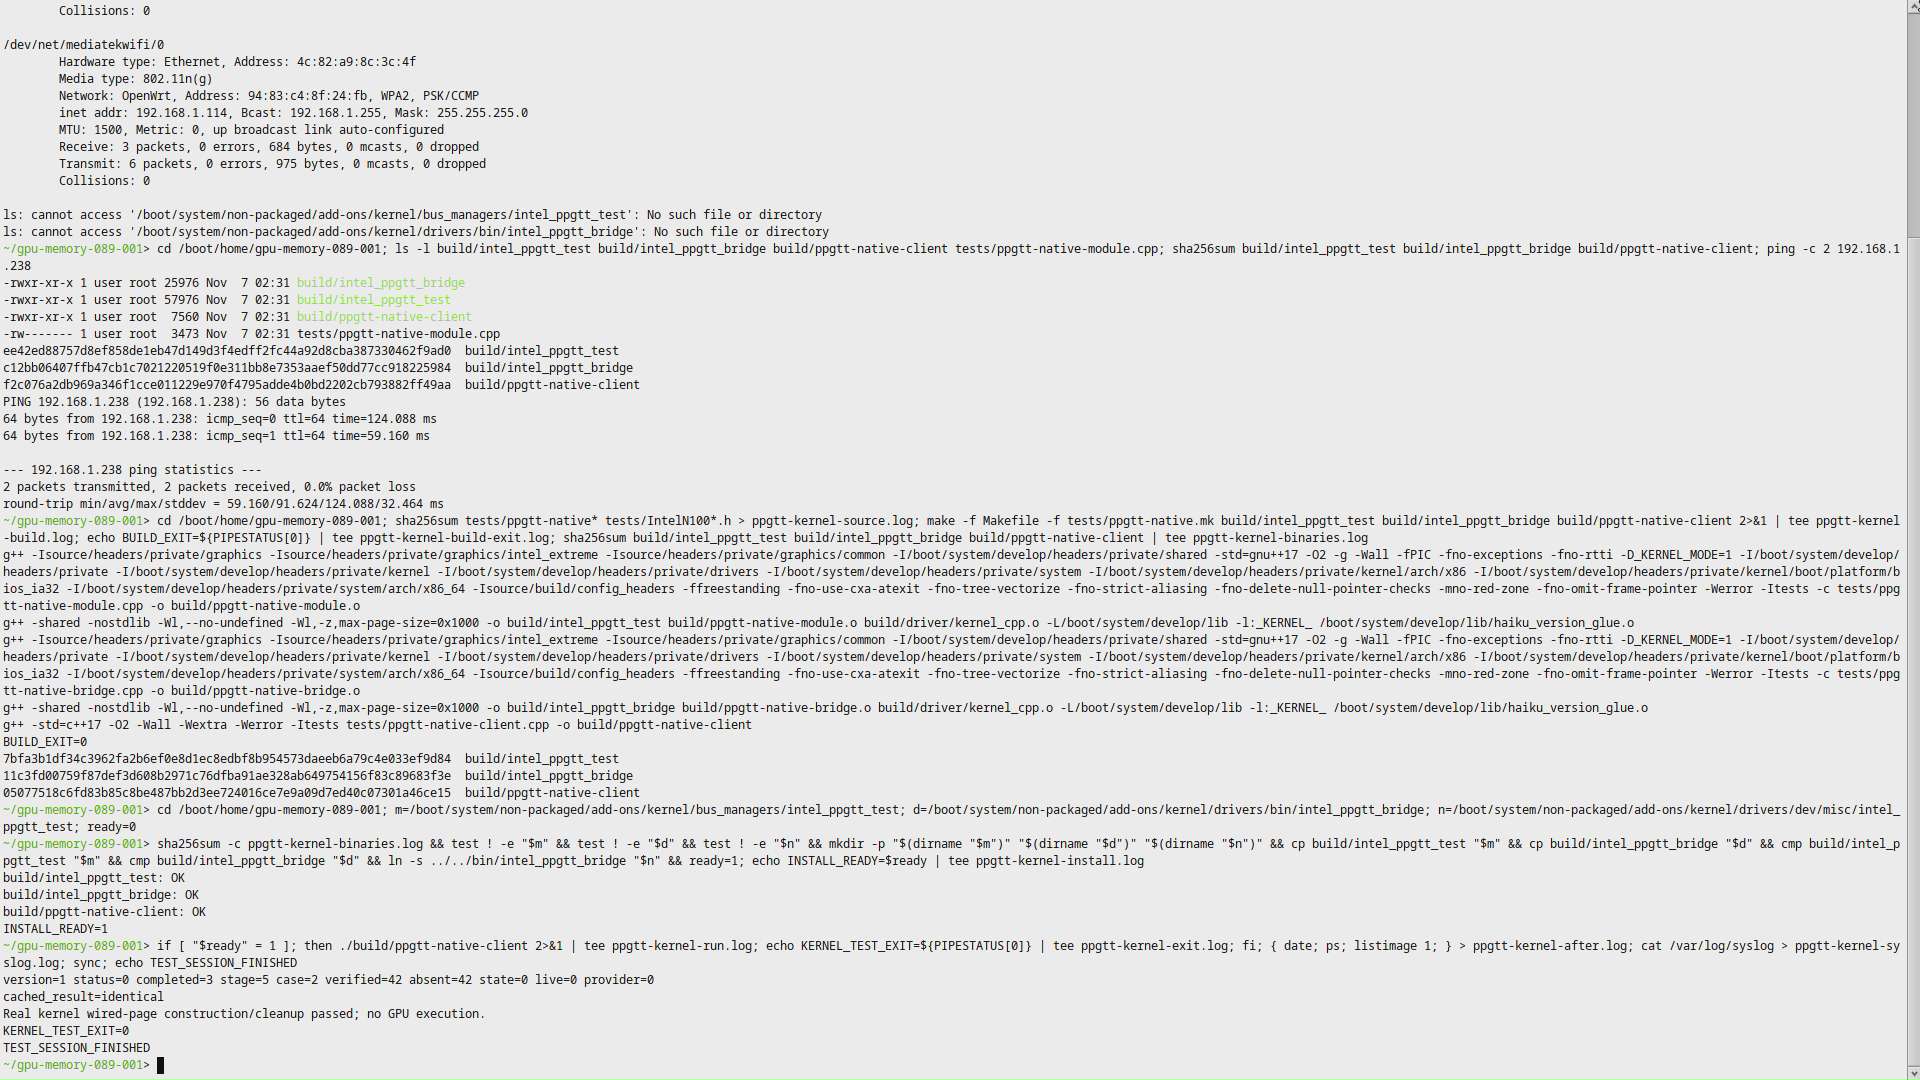 Collisions: 0
/dev/net/mediatekwifi/0
Hardware type: Ethernet, Address: 4c:82:a9:8c:3c:4f
Media type: 802.11n(g)
Network: OpenWrt, Address: 94:83:c4:8f:24:fb, WPA2, PSK/CCMP
inet addr: 192.168.1.114, Bcast: 192.168.1.255, Mask: 255.255.255.0
MTU: 1500, Metric: 0, up broadcast link auto-configured
Receive: 3 packets, 0 errors, 684 bytes, 0 mcasts, 0 dropped
Transmit: 6 packets, 0 errors, 975 bytes, 0 mcasts, 0 dropped
Collisions: 0
ls: cannot access '/boot/system/non-packaged/add-ons/kernel/bus_managers/intel_ppgtt_test': No such file or directory
ls: cannot access '/boot/system/non-packaged/add-ons/kernel/drivers/bin/intel_ppgtt_bridge': No such file or directory
~/gpu-memory-089-001> cd /boot/home/gpu-memory-089-001; ls -l build/intel_ppgtt_test build/intel_ppgtt_bridge build/ppgtt-native-client tests/ppgtt-native-module.cpp; sha256sum build/intel_ppgtt_test build/intel_ppgtt_bridge build/ppgtt-native-client; ping -c 2 192.168.1
.238
-rwxr-xr-x 1 user root 25976 Nov  7 02:31 build/intel_ppgtt_bridge
-rwxr-xr-x 1 user root 57976 Nov  7 02:31 build/intel_ppgtt_test
-rwxr-xr-x 1 user root  7560 Nov  7 02:31 build/ppgtt-native-client
-rw------- 1 user root  3473 Nov  7 02:31 tests/ppgtt-native-module.cpp
ee42ed88757d8ef858de1eb47d149d3f4edff2fc44a92d8cba387330462f9ad0  build/intel_ppgtt_test
c12bb06407ffb47cb1c7021220519f0e311bb8e7353aaef50dd77cc918225984  build/intel_ppgtt_bridge
f2c076a2db969a346f1cce011229e970f4795adde4b0bd2202cb793882ff49aa  build/ppgtt-native-client
PING 192.168.1.238 (192.168.1.238): 56 data bytes
64 bytes from 192.168.1.238: icmp_seq=0 ttl=64 time=124.088 ms
64 bytes from 192.168.1.238: icmp_seq=1 ttl=64 time=59.160 ms
--- 192.168.1.238 ping statistics ---
2 packets transmitted, 2 packets received, 0.0% packet loss
round-trip min/avg/max/stddev = 59.160/91.624/124.088/32.464 ms
~/gpu-memory-089-001> cd /boot/home/gpu-memory-089-001; sha256sum tests/ppgtt-native* tests/IntelN100*.h > ppgtt-kernel-source.log; make -f Makefile -f tests/ppgtt-native.mk build/intel_ppgtt_test build/intel_ppgtt_bridge build/ppgtt-native-client 2>&1 | tee ppgtt-kernel
-build.log; echo BUILD_EXIT=${PIPESTATUS[0]} | tee ppgtt-kernel-build-exit.log; sha256sum build/intel_ppgtt_test build/intel_ppgtt_bridge build/ppgtt-native-client | tee ppgtt-kernel-binaries.log
g++ -Isource/headers/private/graphics -Isource/headers/private/graphics/intel_extreme -Isource/headers/private/graphics/common -I/boot/system/develop/headers/private/shared -std=gnu++17 -O2 -g -Wall -fPIC -fno-exceptions -fno-rtti -D_KERNEL_MODE=1 -I/boot/system/develop/
headers/private -I/boot/system/develop/headers/private/kernel -I/boot/system/develop/headers/private/drivers -I/boot/system/develop/headers/private/system -I/boot/system/develop/headers/private/kernel/arch/x86 -I/boot/system/develop/headers/private/kernel/boot/platform/b
ios_ia32 -I/boot/system/develop/headers/private/system/arch/x86_64 -Isource/build/config_headers -ffreestanding -fno-use-cxa-atexit -fno-tree-vectorize -fno-strict-aliasing -fno-delete-null-pointer-checks -mno-red-zone -fno-omit-frame-pointer -Werror -Itests -c tests/ppg
tt-native-module.cpp -o build/ppgtt-native-module.o
g++ -shared -nostdlib -Wl,--no-undefined -Wl,-z,max-page-size=0x1000 -o build/intel_ppgtt_test build/ppgtt-native-module.o build/driver/kernel_cpp.o -L/boot/system/develop/lib -l:_KERNEL_ /boot/system/develop/lib/haiku_version_glue.o
g++ -Isource/headers/private/graphics -Isource/headers/private/graphics/intel_extreme -Isource/headers/private/graphics/common -I/boot/system/develop/headers/private/shared -std=gnu++17 -O2 -g -Wall -fPIC -fno-exceptions -fno-rtti -D_KERNEL_MODE=1 -I/boot/system/develop/
headers/private -I/boot/system/develop/headers/private/kernel -I/boot/system/develop/headers/private/drivers -I/boot/system/develop/headers/private/system -I/boot/system/develop/headers/private/kernel/arch/x86 -I/boot/system/develop/headers/private/kernel/boot/platform/b
ios_ia32 -I/boot/system/develop/headers/private/system/arch/x86_64 -Isource/build/config_headers -ffreestanding -fno-use-cxa-atexit -fno-tree-vectorize -fno-strict-aliasing -fno-delete-null-pointer-checks -mno-red-zone -fno-omit-frame-pointer -Werror -Itests -c tests/ppg
tt-native-bridge.cpp -o build/ppgtt-native-bridge.o
g++ -shared -nostdlib -Wl,--no-undefined -Wl,-z,max-page-size=0x1000 -o build/intel_ppgtt_bridge build/ppgtt-native-bridge.o build/driver/kernel_cpp.o -L/boot/system/develop/lib -l:_KERNEL_ /boot/system/develop/lib/haiku_version_glue.o
g++ -std=c++17 -O2 -Wall -Wextra -Werror -Itests tests/ppgtt-native-client.cpp -o build/ppgtt-native-client
BUILD_EXIT=0
7bfa3b1df34c3962fa2b6ef0e8d1ec8edbf8b954573daeeb6a79c4e033ef9d84  build/intel_ppgtt_test
11c3fd00759f87def3d608b2971c76dfba91ae328ab649754156f83c89683f3e  build/intel_ppgtt_bridge
05077518c6fd83b85c8be487bb2d3ee724016ce7e9a09d7ed40c07301a46ce15  build/ppgtt-native-client
~/gpu-memory-089-001> cd /boot/home/gpu-memory-089-001; m=/boot/system/non-packaged/add-ons/kernel/bus_managers/intel_ppgtt_test; d=/boot/system/non-packaged/add-ons/kernel/drivers/bin/intel_ppgtt_bridge; n=/boot/system/non-packaged/add-ons/kernel/drivers/dev/misc/intel_
ppgtt_test; ready=0
~/gpu-memory-089-001> sha256sum -c ppgtt-kernel-binaries.log && test ! -e "$m" && test ! -e "$d" && test ! -e "$n" && mkdir -p "$(dirname "$m")" "$(dirname "$d")" "$(dirname "$n")" && cp build/intel_ppgtt_test "$m" && cp build/intel_ppgtt_bridge "$d" && cmp build/intel_p
pgtt_test "$m" && cmp build/intel_ppgtt_bridge "$d" && ln -s ../../bin/intel_ppgtt_bridge "$n" && ready=1; echo INSTALL_READY=$ready | tee ppgtt-kernel-install.log
build/intel_ppgtt_test: OK
build/intel_ppgtt_bridge: OK
build/ppgtt-native-client: OK
INSTALL_READY=1
~/gpu-memory-089-001> if [ "$ready" = 1 ]; then ./build/ppgtt-native-client 2>&1 | tee ppgtt-kernel-run.log; echo KERNEL_TEST_EXIT=${PIPESTATUS[0]} | tee ppgtt-kernel-exit.log; fi; { date; ps; listimage 1; } > ppgtt-kernel-after.log; cat /var/log/syslog > ppgtt-kernel-sy
slog.log; sync; echo TEST_SESSION_FINISHED
version=1 status=0 completed=3 stage=5 case=2 verified=42 absent=42 state=0 live=0 provider=0
cached_result=identical
Real kernel wired-page construction/cleanup passed; no GPU execution.
KERNEL_TEST_EXIT=0
TEST_SESSION_FINISHED
~/gpu-memory-089-001>